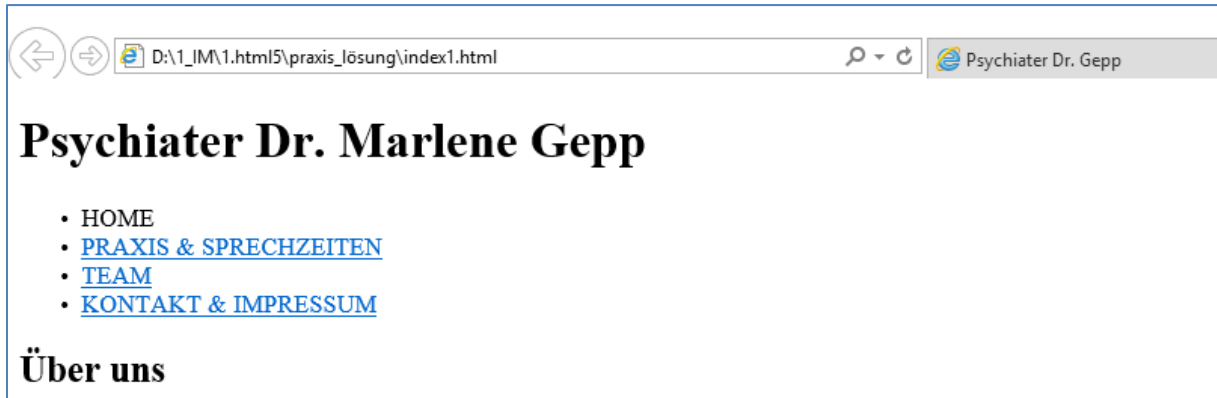 D:\1_IM\1.html5\praxis_lösung\index1.html
Psychiater Dr. Gepp
Psychiater Dr. Marlene Gepp
• HOME
• PRAXIS & SPRECHZEITEN
• TEAM
• KONTAKT & IMPRESSUM
Über uns